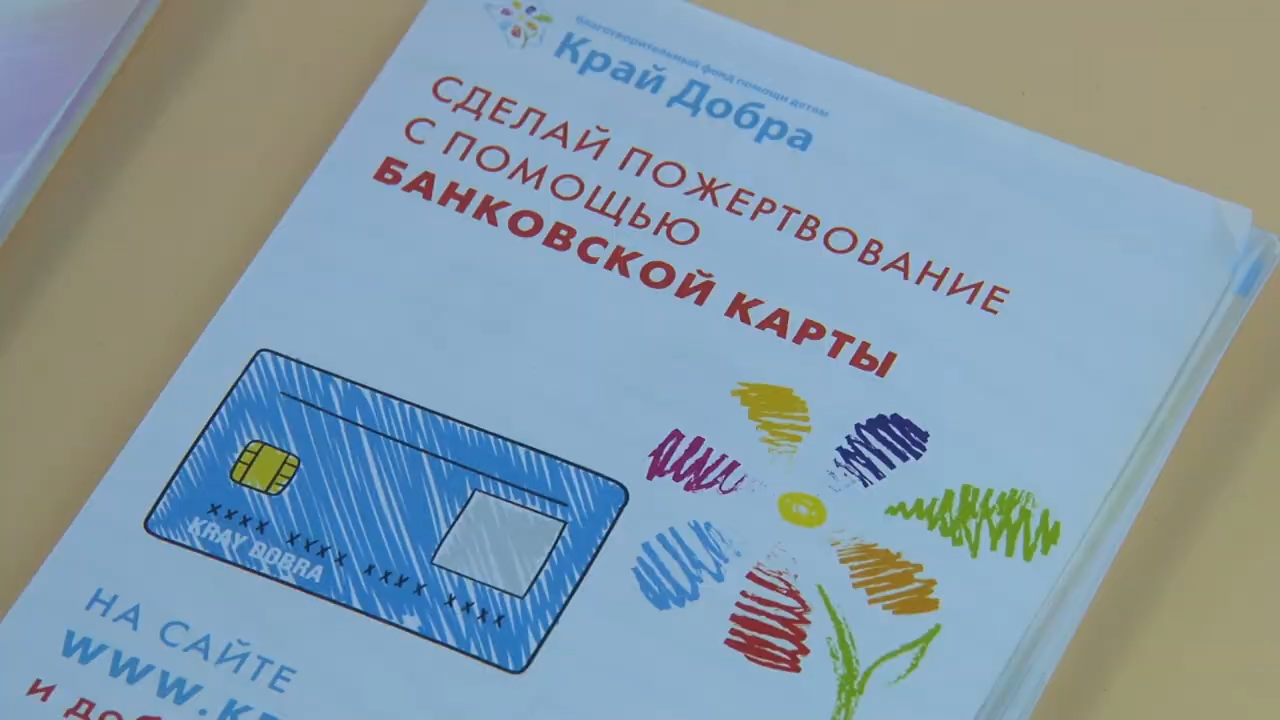 благотворительный фонд помощи детям
Край Добра
СДЕЛАЙ ПОЖЕРТВОВАНИЕ
С ПОМОЩЬЮ
БАНКОВСКОЙ КАРТЫ
xxxx xxxx xxxx xxxx
KRAY DOBRA
НА САЙТЕ
www.
и